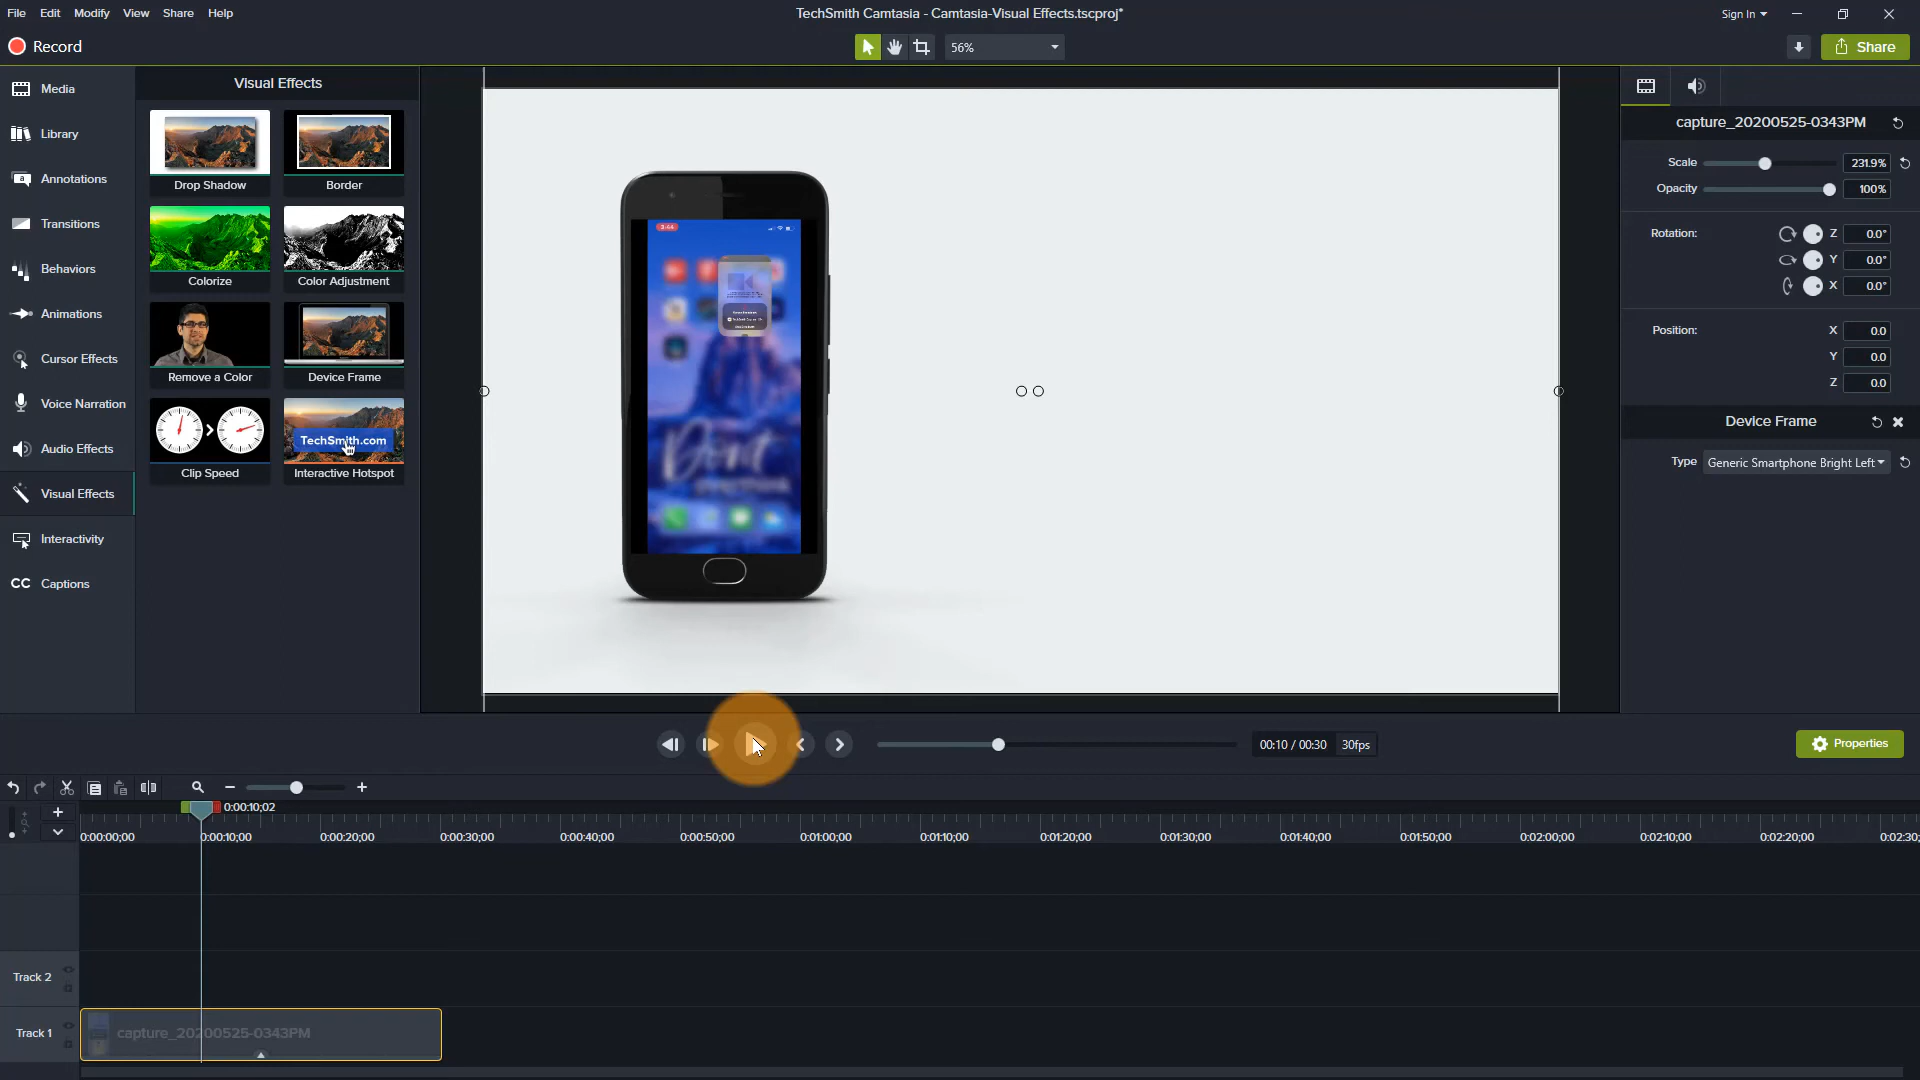 File Edit Modify View Share Help
TechSmith Camtasia - Camtasia-Visual Effects.tscproj*
Sign In
Record
56%
Share
Media
Library
Annotations
Transitions
Behaviors
Animations
Cursor Effects
Voice Narration
Audio Effects
Visual Effects
Interactivity
CC Captions
Visual Effects
Drop Shadow
Border
Colorize
Color Adjustment
Remove a Color
Device Frame
Clip Speed
TechSmith.com
Interactive Hotspot
3:44
Don't
capture_20200525-0343PM
Scale 231.9%
Opacity 100%
Rotation: Z 0.0°
Y 0.0°
X 0.0°
Position: X 0.0
Y 0.0
Z 0.0
Device Frame
Type Generic Smartphone Bright Left
00:10 / 00:30 30fps
Properties
0:00:10;02
0:00:00;00 0:00:10;00 0:00:20;00 0:00:30;00 0:00:40;00 0:00:50;00 0:01:00;00 0:01:10;00 0:01:20;00 0:01:30;00 0:01:40;00 0:01:50;00 0:02:00;00 0:02:10;00 0:02:20;00 0:02:30;
Track 2
Track 1
capture_20200525-0343PM